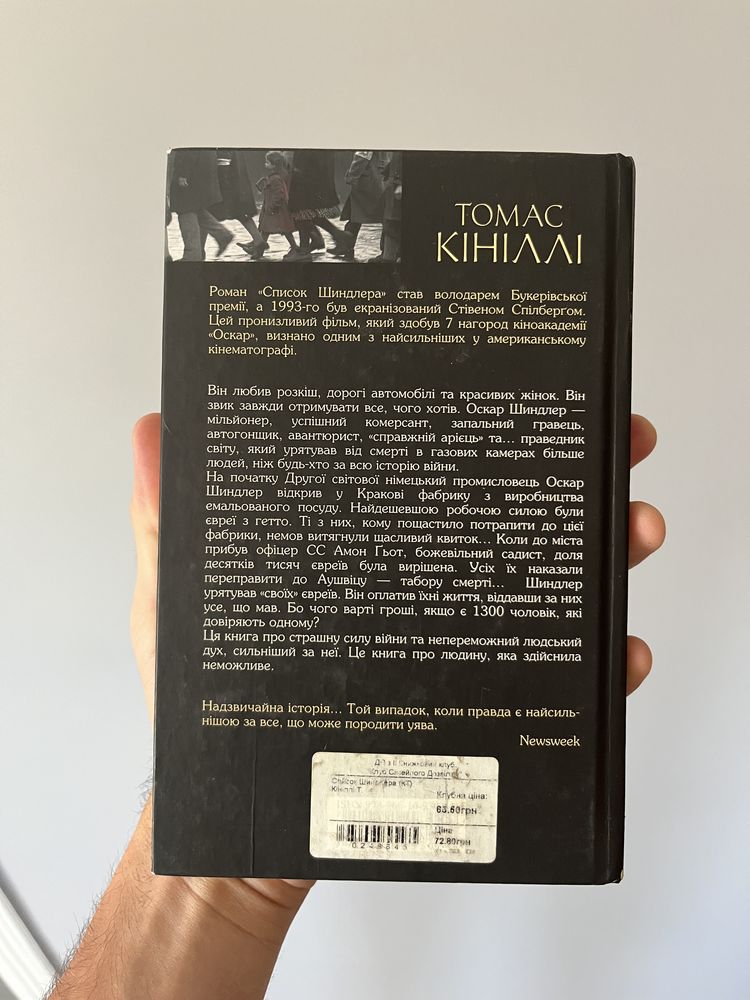 ТОМАС
КІНІЛЛІ
Роман «Список Шиндлера» став володарем Букерівської
премії, а 1993-го був екранізований Стівеном Спілберґом.
Цей пронизливий фільм, який здобув 7 нагород кіноакадемії
«Оскар», визнано одним з найсильніших у американському
кінематографі.
Він любив розкіш, дорогі автомобілі та красивих жінок. Він
звик завжди отримувати все, чого хотів. Оскар Шиндлер —
мільйонер, успішний комерсант, запальний гравець,
автогонщик, авантюрист, «справжній арієць» та... праведник
світу, який урятував від смерті в газових камерах більше
людей, ніж будь-хто за всю історію війни.
На початку Другої світової німецький промисловець Оскар
Шиндлер відкрив у Кракові фабрику з виробництва
емальованого посуду. Найдешевшою робочою силою були
євреї з гетто. Ті з них, кому пощастило потрапити до цієї
фабрики, немов витягнули щасливий квиток... Коли до міста
прибув офіцер СС Амон Ґьот, божевільний садист, доля
десятків тисяч євреїв була вирішена. Усіх їх наказали
переправити до Аушвіцу — табору смерті... Шиндлер
урятував «своїх» євреїв. Він оплатив їхні життя, віддавши за них
усе, що мав. Бо чого варті гроші, якщо є 1300 чоловік, які
довіряють одному?
Ця книга про страшну силу війни та непереможний людський
дух, сильніший за неї. Це книга про людину, яка здійснила
неможливе.
Надзвичайна історія... Той випадок, коли правда є найсиль-
нішою за все, що може породити уява.
Newsweek
Книжковий клуб
Клуб Сімейного Дозвілля
Список Шиндлера (КТ)
Кініллі Т.
Клубна ціна:
63.60грн
Ціна
72.80грн